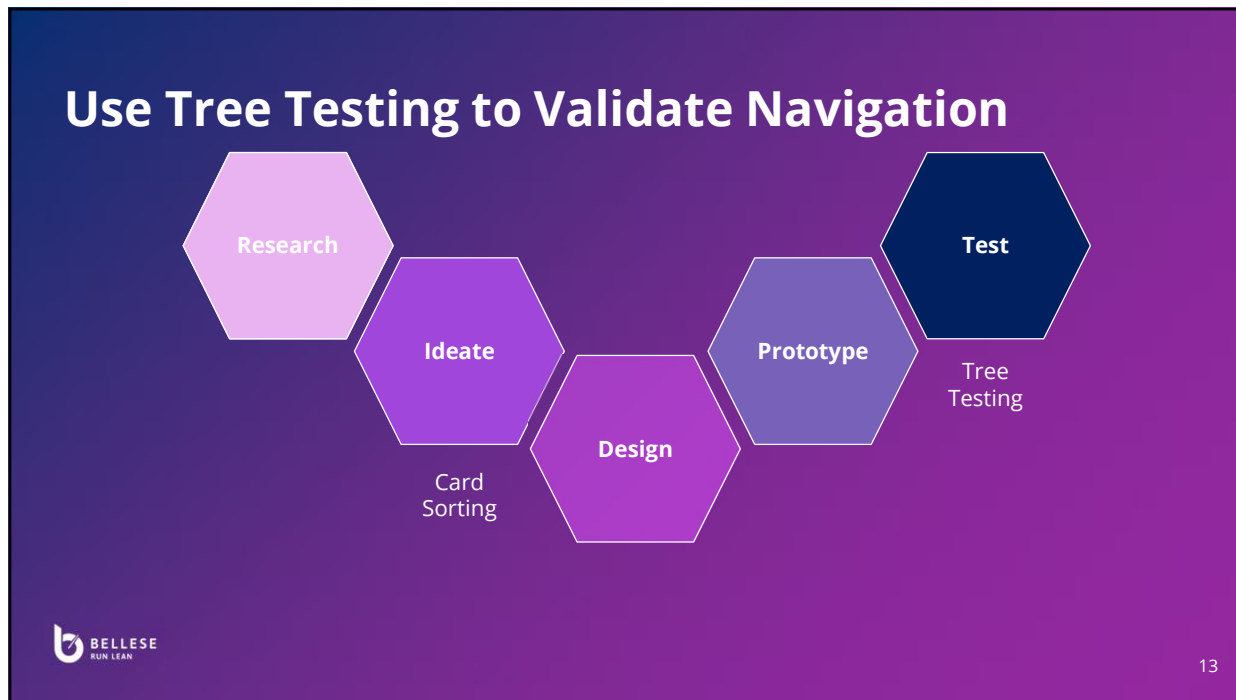 Use Tree Testing to Validate Navigation
Research
Ideate
Card
Sorting
Design
Prototype
Test
Tree
Testing
BELLESE
RUN LEAN
13